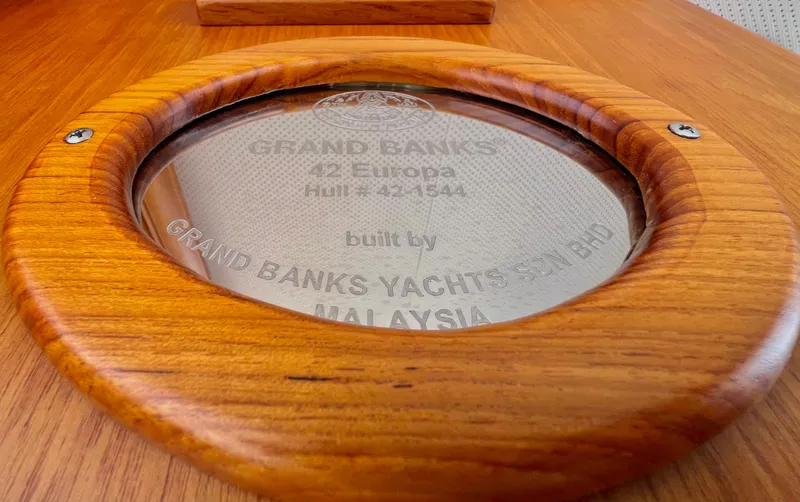 GRAND BANKS®
42 Europa
Hull # 42-1544
built by
GRAND BANKS YACHTS SDN BHD
MALAYSIA